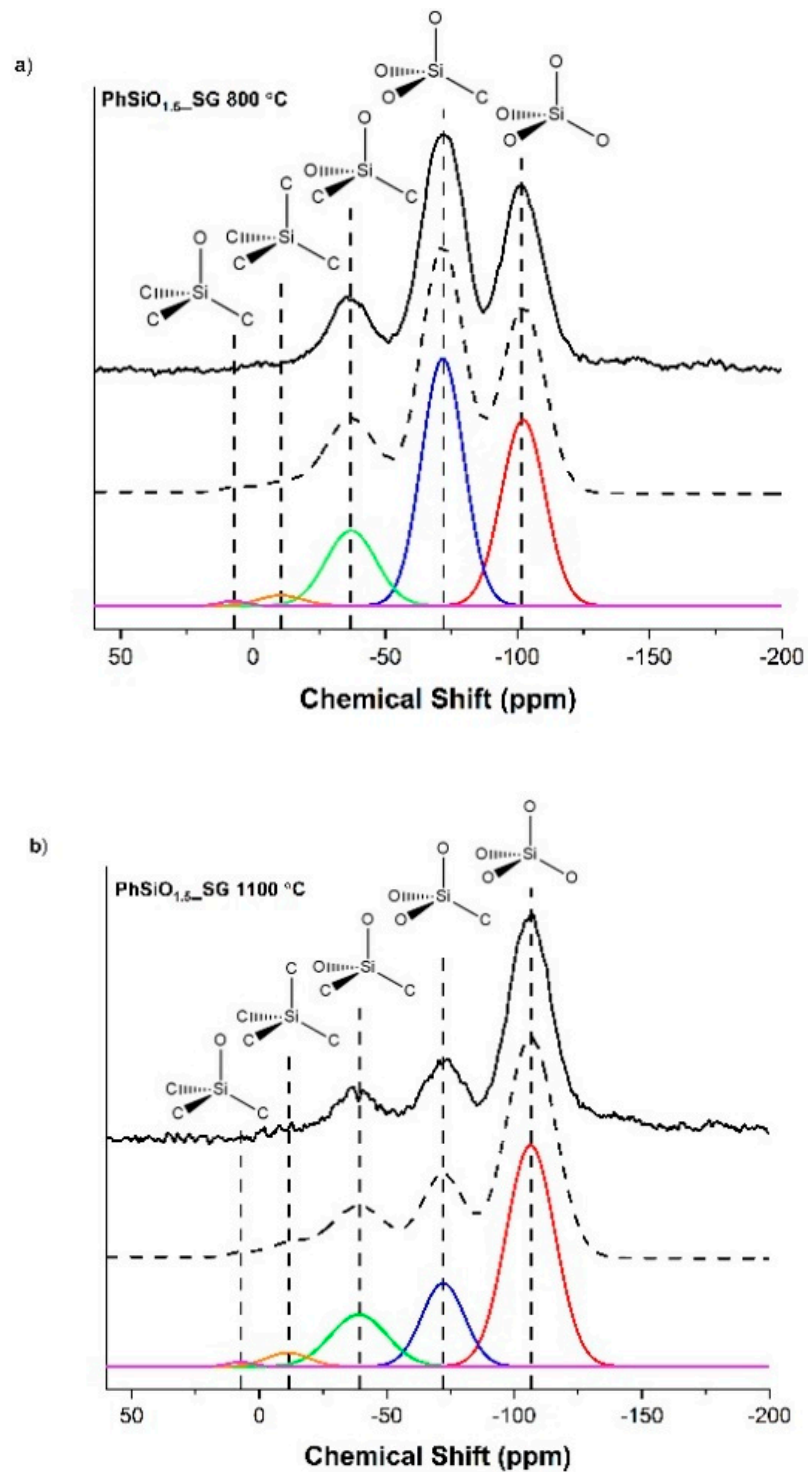 a)
PhSiO1.5_SG 800 °C
O
O Si C
O
O
O Si O
O
O
O Si C
C
C
C Si C
C
O
C Si C
C
50 0 -50 -100 -150 -200
Chemical Shift (ppm)
b)
PhSiO1.5_SG 1100 °C
O
O Si O
O
O
O Si C
O
O
O Si C
C
C
C Si C
C
O
C Si C
C
50 0 -50 -100 -150 -200
Chemical Shift (ppm)